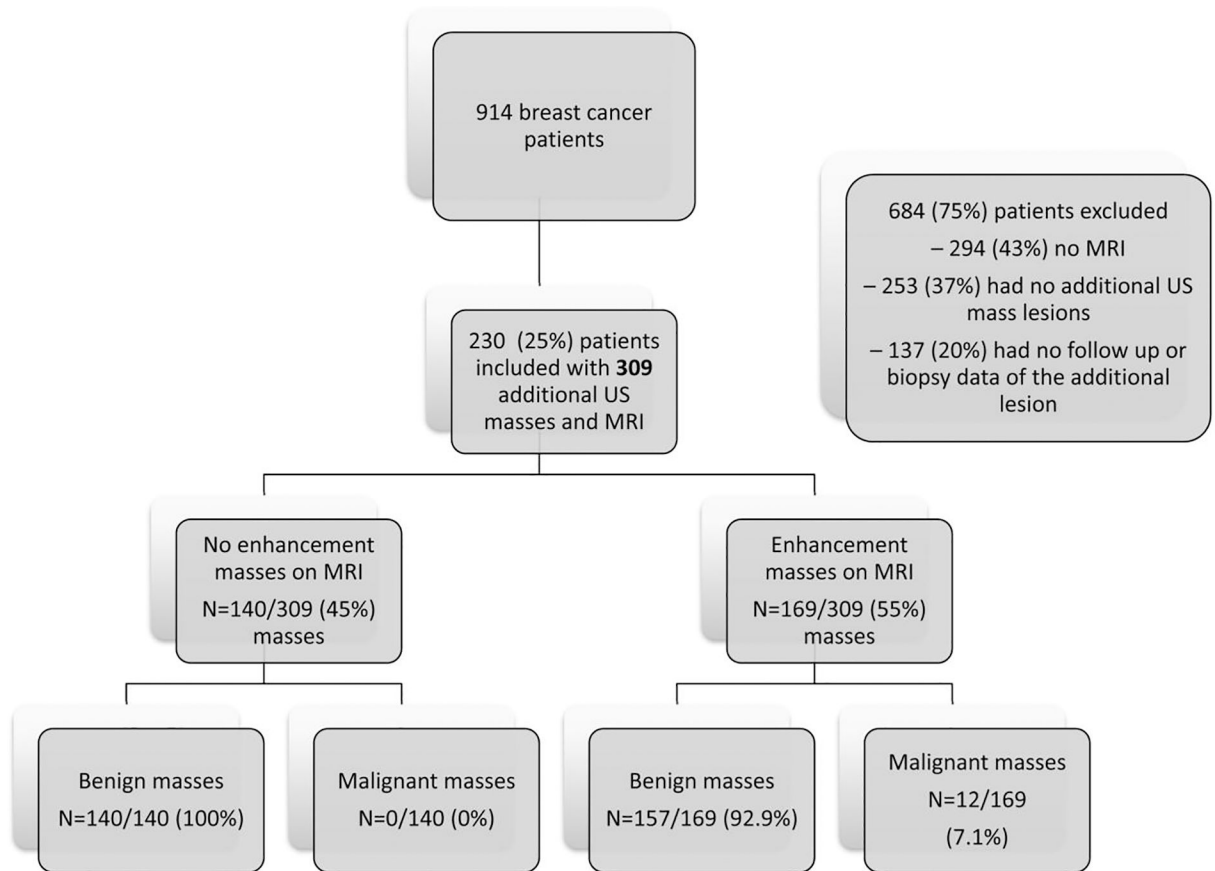 914 breast cancer
patients
684 (75%) patients excluded
– 294 (43%) no MRI
– 253 (37%) had no additional US
mass lesions
– 137 (20%) had no follow up or
biopsy data of the additional
lesion
230 (25%) patients
included with 309
additional US
masses and MRI
No enhancement
masses on MRI
N=140/309 (45%)
masses
Enhancement
masses on MRI
N=169/309 (55%)
masses
Benign masses
N=140/140 (100%)
Malignant masses
N=0/140 (0%)
Benign masses
N=157/169 (92.9%)
Malignant masses
N=12/169
(7.1%)